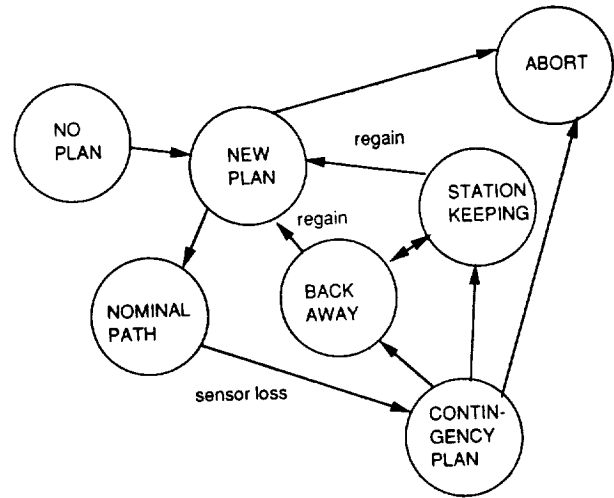 ABORT
NO
PLAN
NEW
PLAN
regain
STATION
KEEPING
regain
BACK
AWAY
NOMINAL
PATH
sensor loss
CONTIN-
GENCY
PLAN